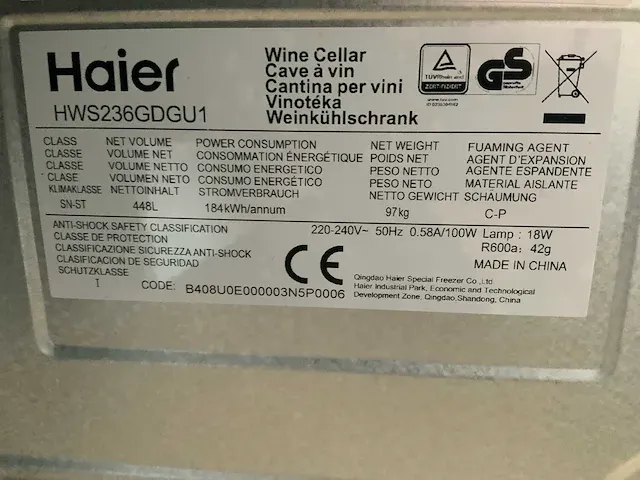 Haier
HWS236GDGU1
Wine Cellar
Cave à vin
Cantina per vini
Vinotéka
Weinkühlschrank
TÜVRheinland
GS
CLASS NET VOLUME POWER CONSUMPTION NET WEIGHT FUAMING AGENT
CLASSE VOLUME NET CONSOMMATION ÉNERGÉTIQUE POIDS NET AGENT D'EXPANSION
CLASSE VOLUME NETTO CONSUMO ENERGETICO PESO NETTO AGENTE ESPANDENTE
CLASE VOLUMEN NETO CONSUMO ENERGETICO PESO NETO MATERIAL AISLANTE
KLIMAKLASSE NETTOINHALT STROMVERBRAUCH NETTO GEWICHT SCHAUMUNG
SN-ST 448L 184kWh/annum 97kg C-P
ANTI-SHOCK SAFETY CLASSIFICATION
CLASSE DE PROTECTION
CLASSIFICAZIONE SICUREZZA ANTI-SHOCK
CLASIFICACION DE SEGURIDAD
SCHUTZKLASSE
I
220-240V~ 50Hz 0.58A/100W Lamp : 18W
R600a: 42g
MADE IN CHINA
CE
CODE: B408U0E000003N5P0006
Qingdao Haier Special Freezer Co.,Ltd
Haier Industrial Park, Economic and Technological
Development Zone, Qingdao,Shandong, China